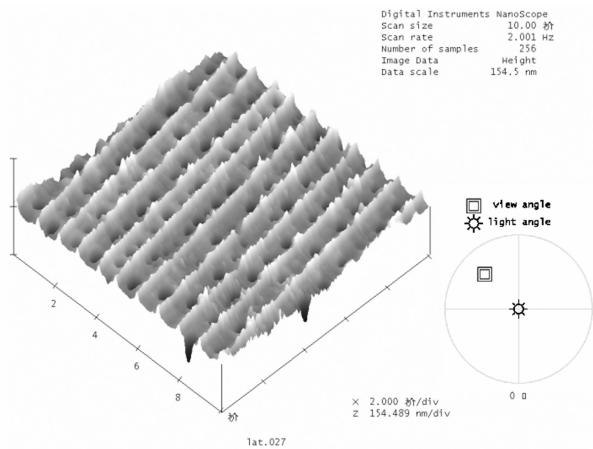 Digital Instruments NanoScope
Scan size 10.00 ㎛
Scan rate 2.001 Hz
Number of samples 256
Image Data Height
Data scale 154.5 nm
view angle
light angle
2
4
6
8
X 2.000 /div
Z 154.489 nm/div
0
lat.027